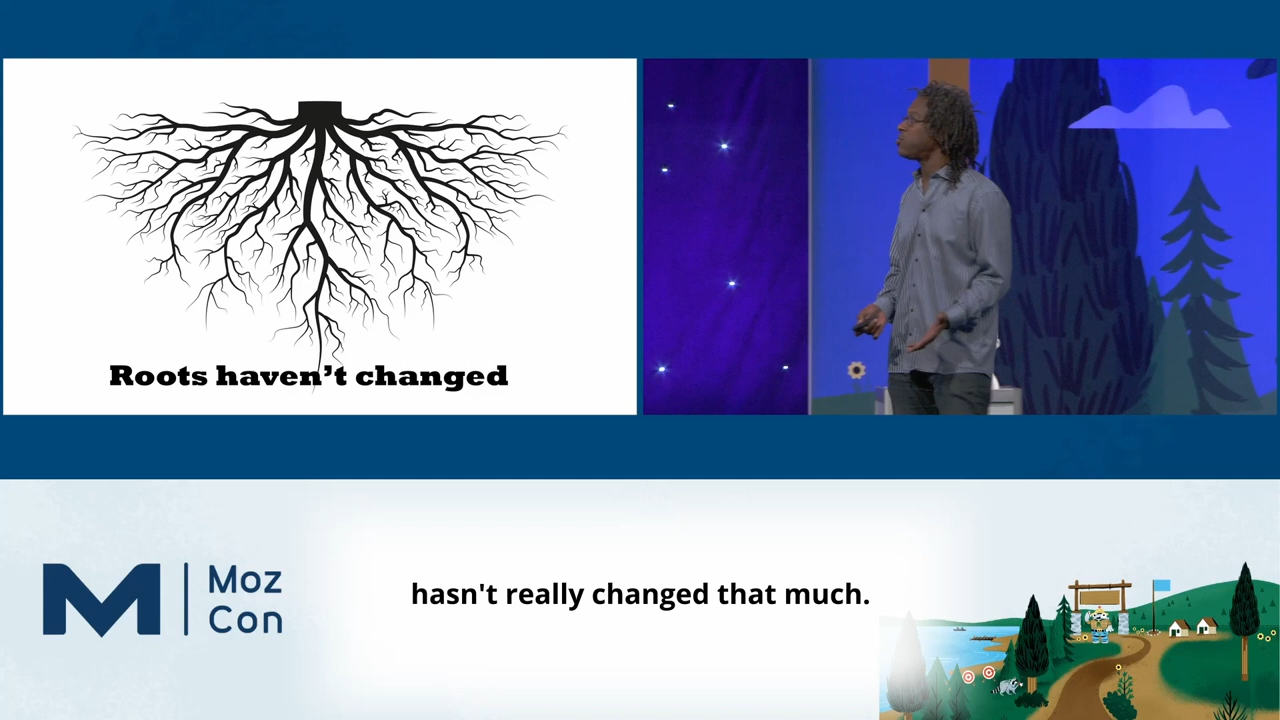 Roots haven’t changed
Moz
Con
hasn't really changed that much.